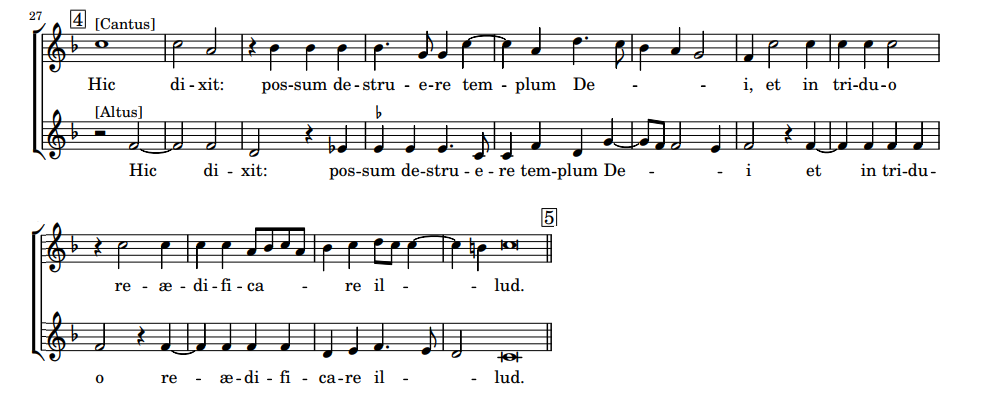 27 4 [Cantus]
Hic di - xit: pos-sum de-stru - e-re tem - plum De - - - i, et in tri-du-o
[Altus]
Hic di - xit: pos-sum de-stru - e - re tem-plum De - - - i et in tri-du-
5
re - æ - di - fi - ca - - re il - - - lud.
o re - æ - di - fi - ca-re il - - lud.